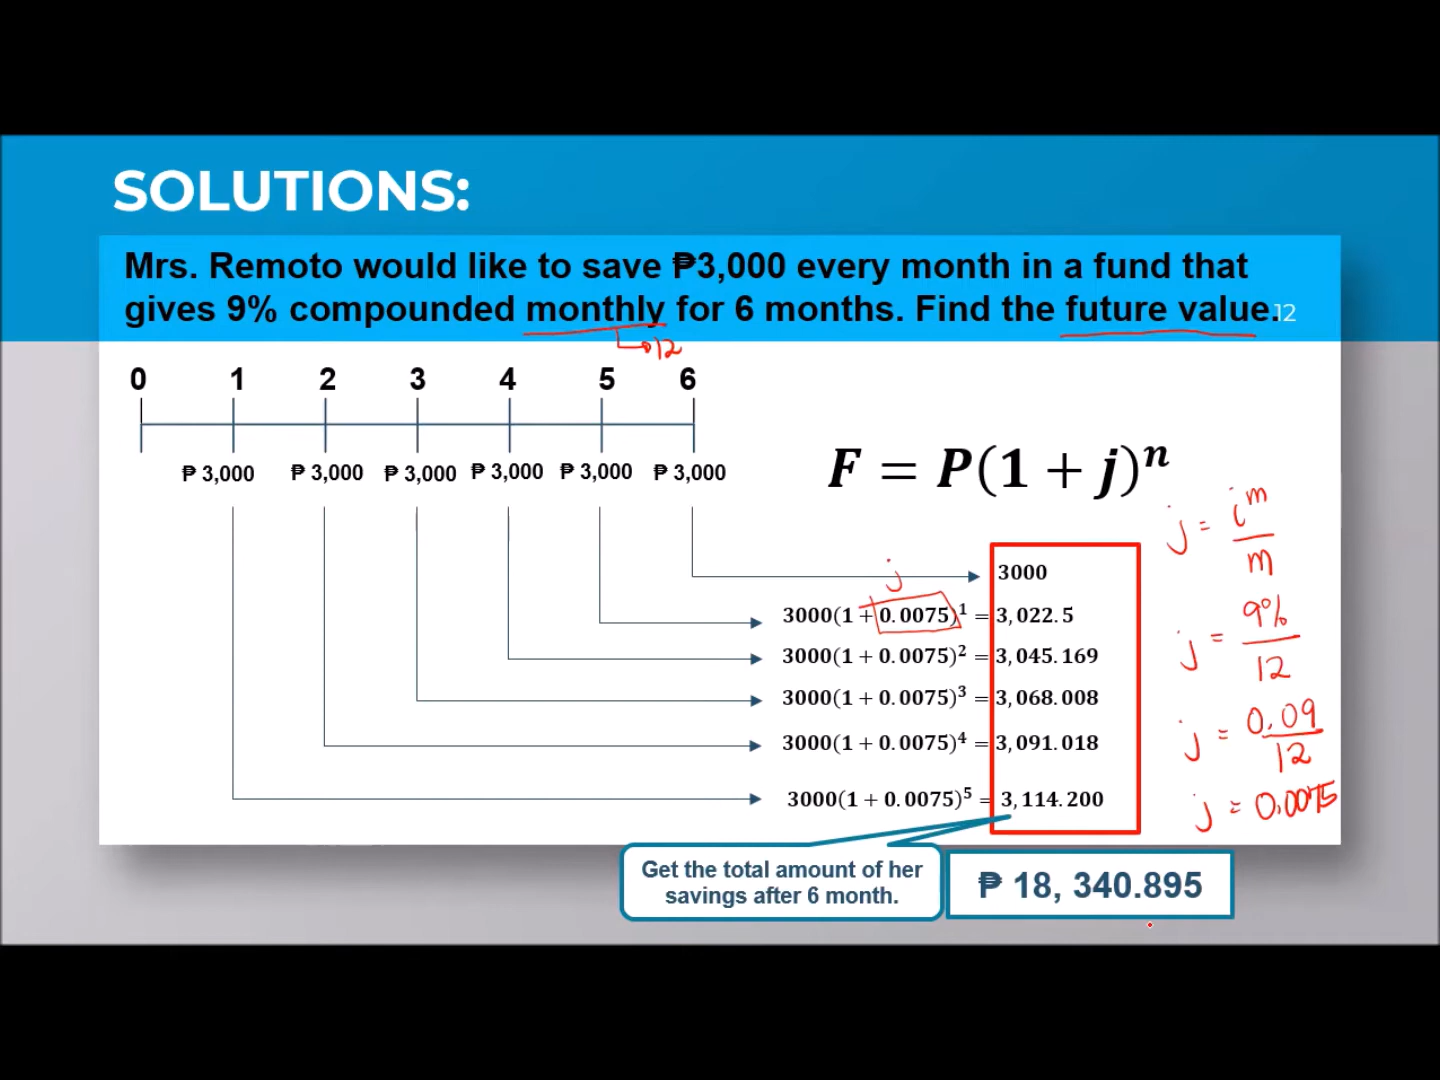 SOLUTIONS:
Mrs. Remoto would like to save ₱3,000 every month in a fund that
gives 9% compounded monthly for 6 months. Find the future value.
12
12
0 1 2 3 4 5 6
₱ 3,000 ₱ 3,000 ₱ 3,000 ₱ 3,000 ₱ 3,000 ₱ 3,000
F = P(1 + j)ⁿ
j = iᵐ/m
j
3000
3000(1 + 0.0075)¹ = 3,022.5
j = 9%/12
3000(1 + 0.0075)² = 3,045.169
3000(1 + 0.0075)³ = 3,068.008
j = 0.09/12
3000(1 + 0.0075)⁴ = 3,091.018
3000(1 + 0.0075)⁵ = 3,114.200
j = 0.0075
Get the total amount of her
savings after 6 month.
₱ 18, 340.895